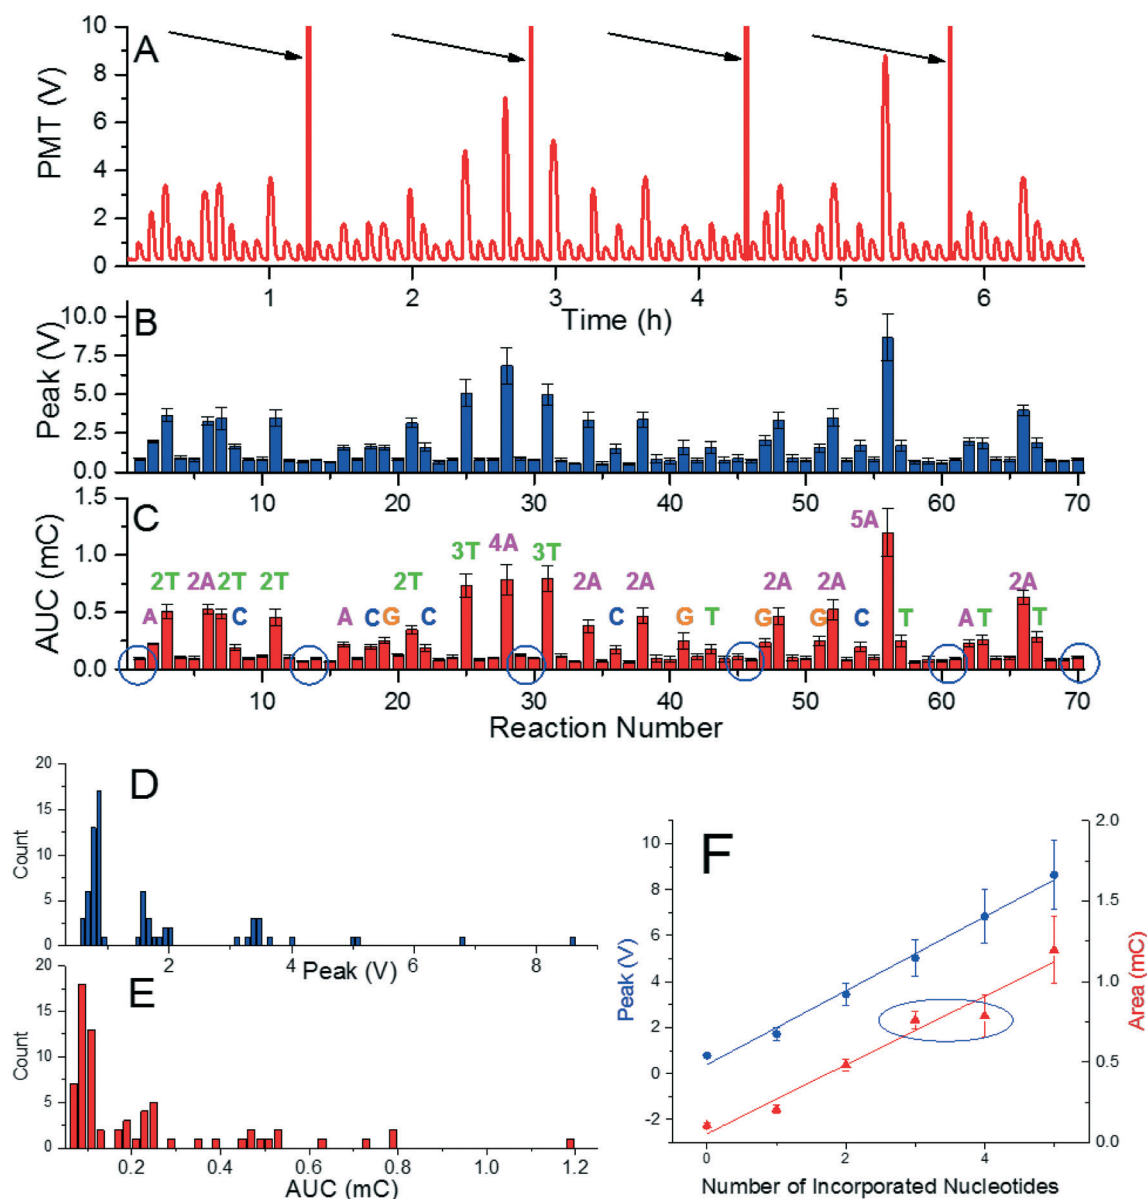 A
PMT (V)
10
8
6
4
2
0
1 2 3 4 5 6
Time (h)
B
Peak (V)
10.0
7.5
5.0
2.5
0.0
10 20 30 40 50 60 70
C
AUC (mC)
1.5
1.0
0.5
0.0
A 2T 2A 2T C 2T A C G 2T C 3T 4A 3T 2A C 2A G T G 2A G 2A C 5A T A T 2A T
10 20 30 40 50 60 70
Reaction Number
D
Count
20
15
10
5
0
2 4 6 8
Peak (V)
E
Count
20
15
10
5
0
0.2 0.4 0.6 0.8 1.0 1.2
AUC (mC)
F
Peak (V)
10
8
6
4
2
0
-2
Area (mC)
2.0
1.5
1.0
0.5
0.0
0 2 4
Number of Incorporated Nucleotides